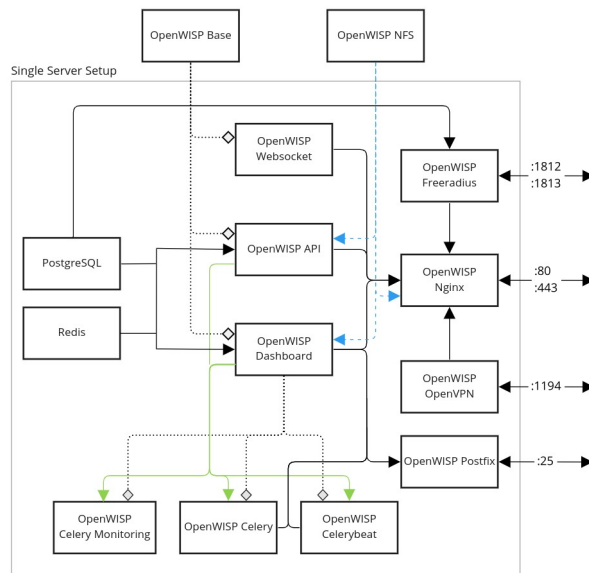 OpenWISP Base
OpenWISP NFS
Single Server Setup
OpenWISP
Websocket
OpenWISP
Freeradius
:1812
:1813
PostgreSQL
OpenWISP API
OpenWISP
Nginx
:80
:443
Redis
OpenWISP
Dashboard
OpenWISP
OpenVPN
:1194
OpenWISP Postfix
:25
OpenWISP
Celery Monitoring
OpenWISP Celery
OpenWISP
Celerybeat